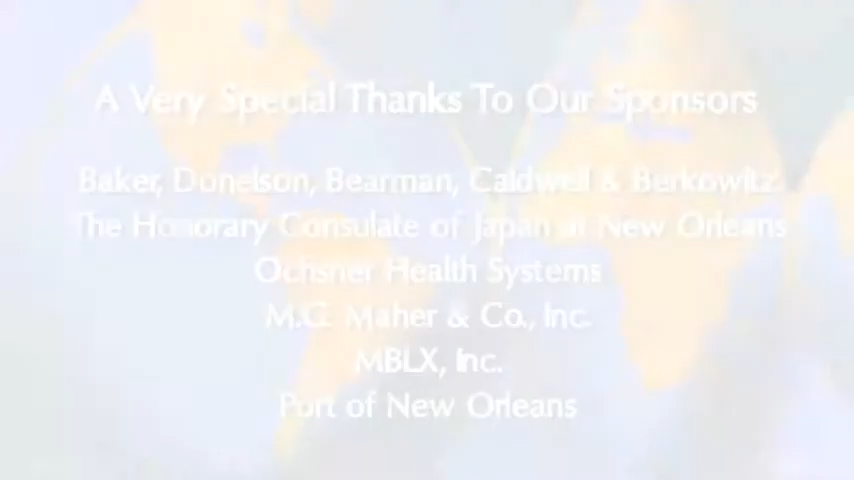 A Very Special Thanks To Our Sponsors
Baker, Donelson, Bearman, Caldwell & Berkowitz
The Honorary Consulate of Japan in New Orleans
Ochsner Health Systems
M.G. Maher & Co., Inc.
MBLX, Inc.
Port of New Orleans